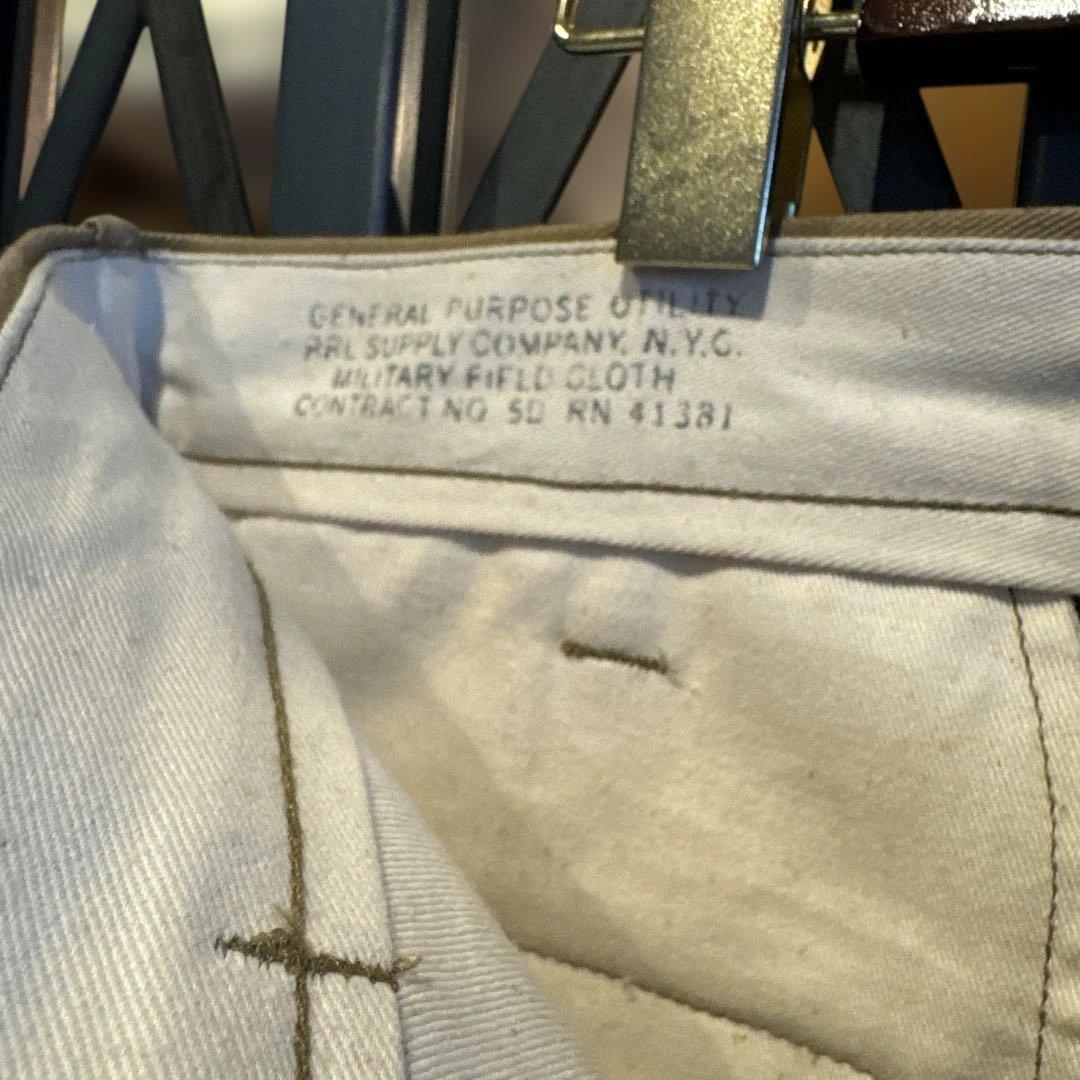 GENERAL PURPOSE UTILITY
RRL SUPPLY COMPANY, N.Y.C.
MILITARY FIELD CLOTH
CONTRACT NO SD RN 41381